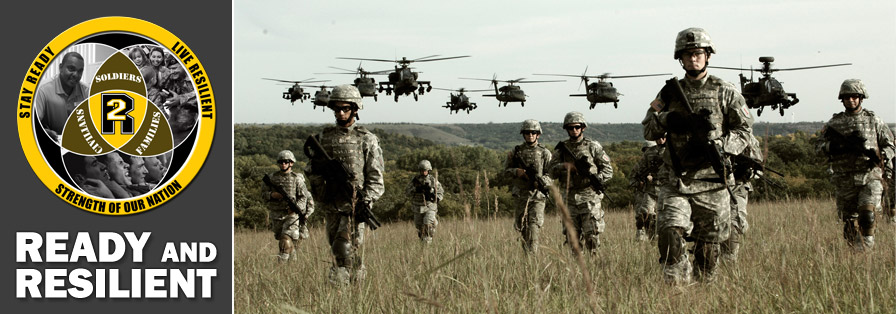 STAY READY
LIVE RESILIENT
SOLDIERS
R2
CIVILIANS
FAMILIES
STRENGTH OF OUR NATION
READY AND
RESILIENT